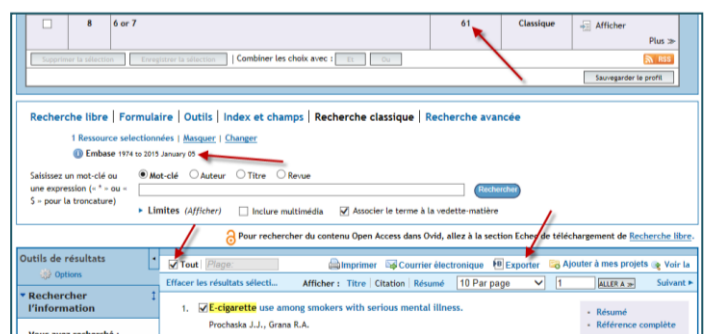 8 6 or 7 61 Classique Afficher
Plus ≫
Supprimer la sélection Enregistrer la sélection | Combiner les choix avec : Et Ou RSS
Sauvegarder le profil
Recherche libre | Formulaire | Outils | Index et champs | Recherche classique | Recherche avancée
1 Ressource selectionnées | Masquer | Changer
Embase 1974 to 2015 January 05
Saisissez un mot-clé ou Mot-clé Auteur Titre Revue
une expression (« * » ou «
$ » pour la troncature) Rechercher
Limites (Afficher) Inclure multimédia Associer le terme à la vedette-matière
Pour rechercher du contenu Open Access dans Ovid, allez à la section Echec de téléchargement de Recherche libre.
Outils de résultats Tout Plage: Imprimer Courrier électronique Exporter Ajouter à mes projets Voir la
Options
Effacer les résultats sélecti... Afficher : Titre | Citation | Résumé 10 Par page 1 ALLER A ≫ Suivant
Rechercher
l'information
1. E-cigarette use among smokers with serious mental illness.
Prochaska J.J., Grana R.A.
• Résumé
• Référence complète